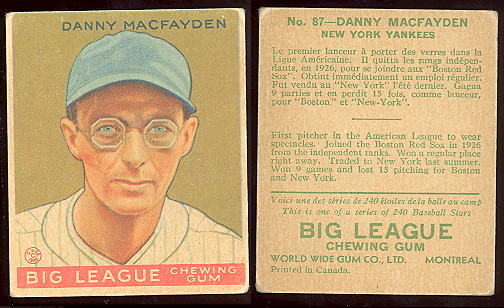 DANNY MACFAYDEN
BIG LEAGUE CHEWING GUM
No. 87—DANNY MACFAYDEN
NEW YORK YANKEES
Le premier lanceur à porter des verres dans la
Ligue Américaine. Il quitta les rangs indépen-
dants, en 1926, pour se joindre aux "Boston Red
Sox". Obtint immédiatement un emploi régulier.
Fut vendu au "New York" l'été dernier. Gagna
9 parties et en perdit 15 fois, comme lanceur,
pour "Boston" et "New-York".
First pitcher in the American League to wear
spectacles. Joined the Boston Red Sox in 1926
from the independent ranks. Won a regular place
right away. Traded to New York last summer.
Won 9 games and lost 15 pitching for Boston
and New York.
Voici une des séries de 240 Etoiles de la balle au camp
This is one of a series of 240 Baseball Stars
BIG LEAGUE
CHEWING GUM
WORLD WIDE GUM CO., LTD. MONTREAL
Printed in Canada.